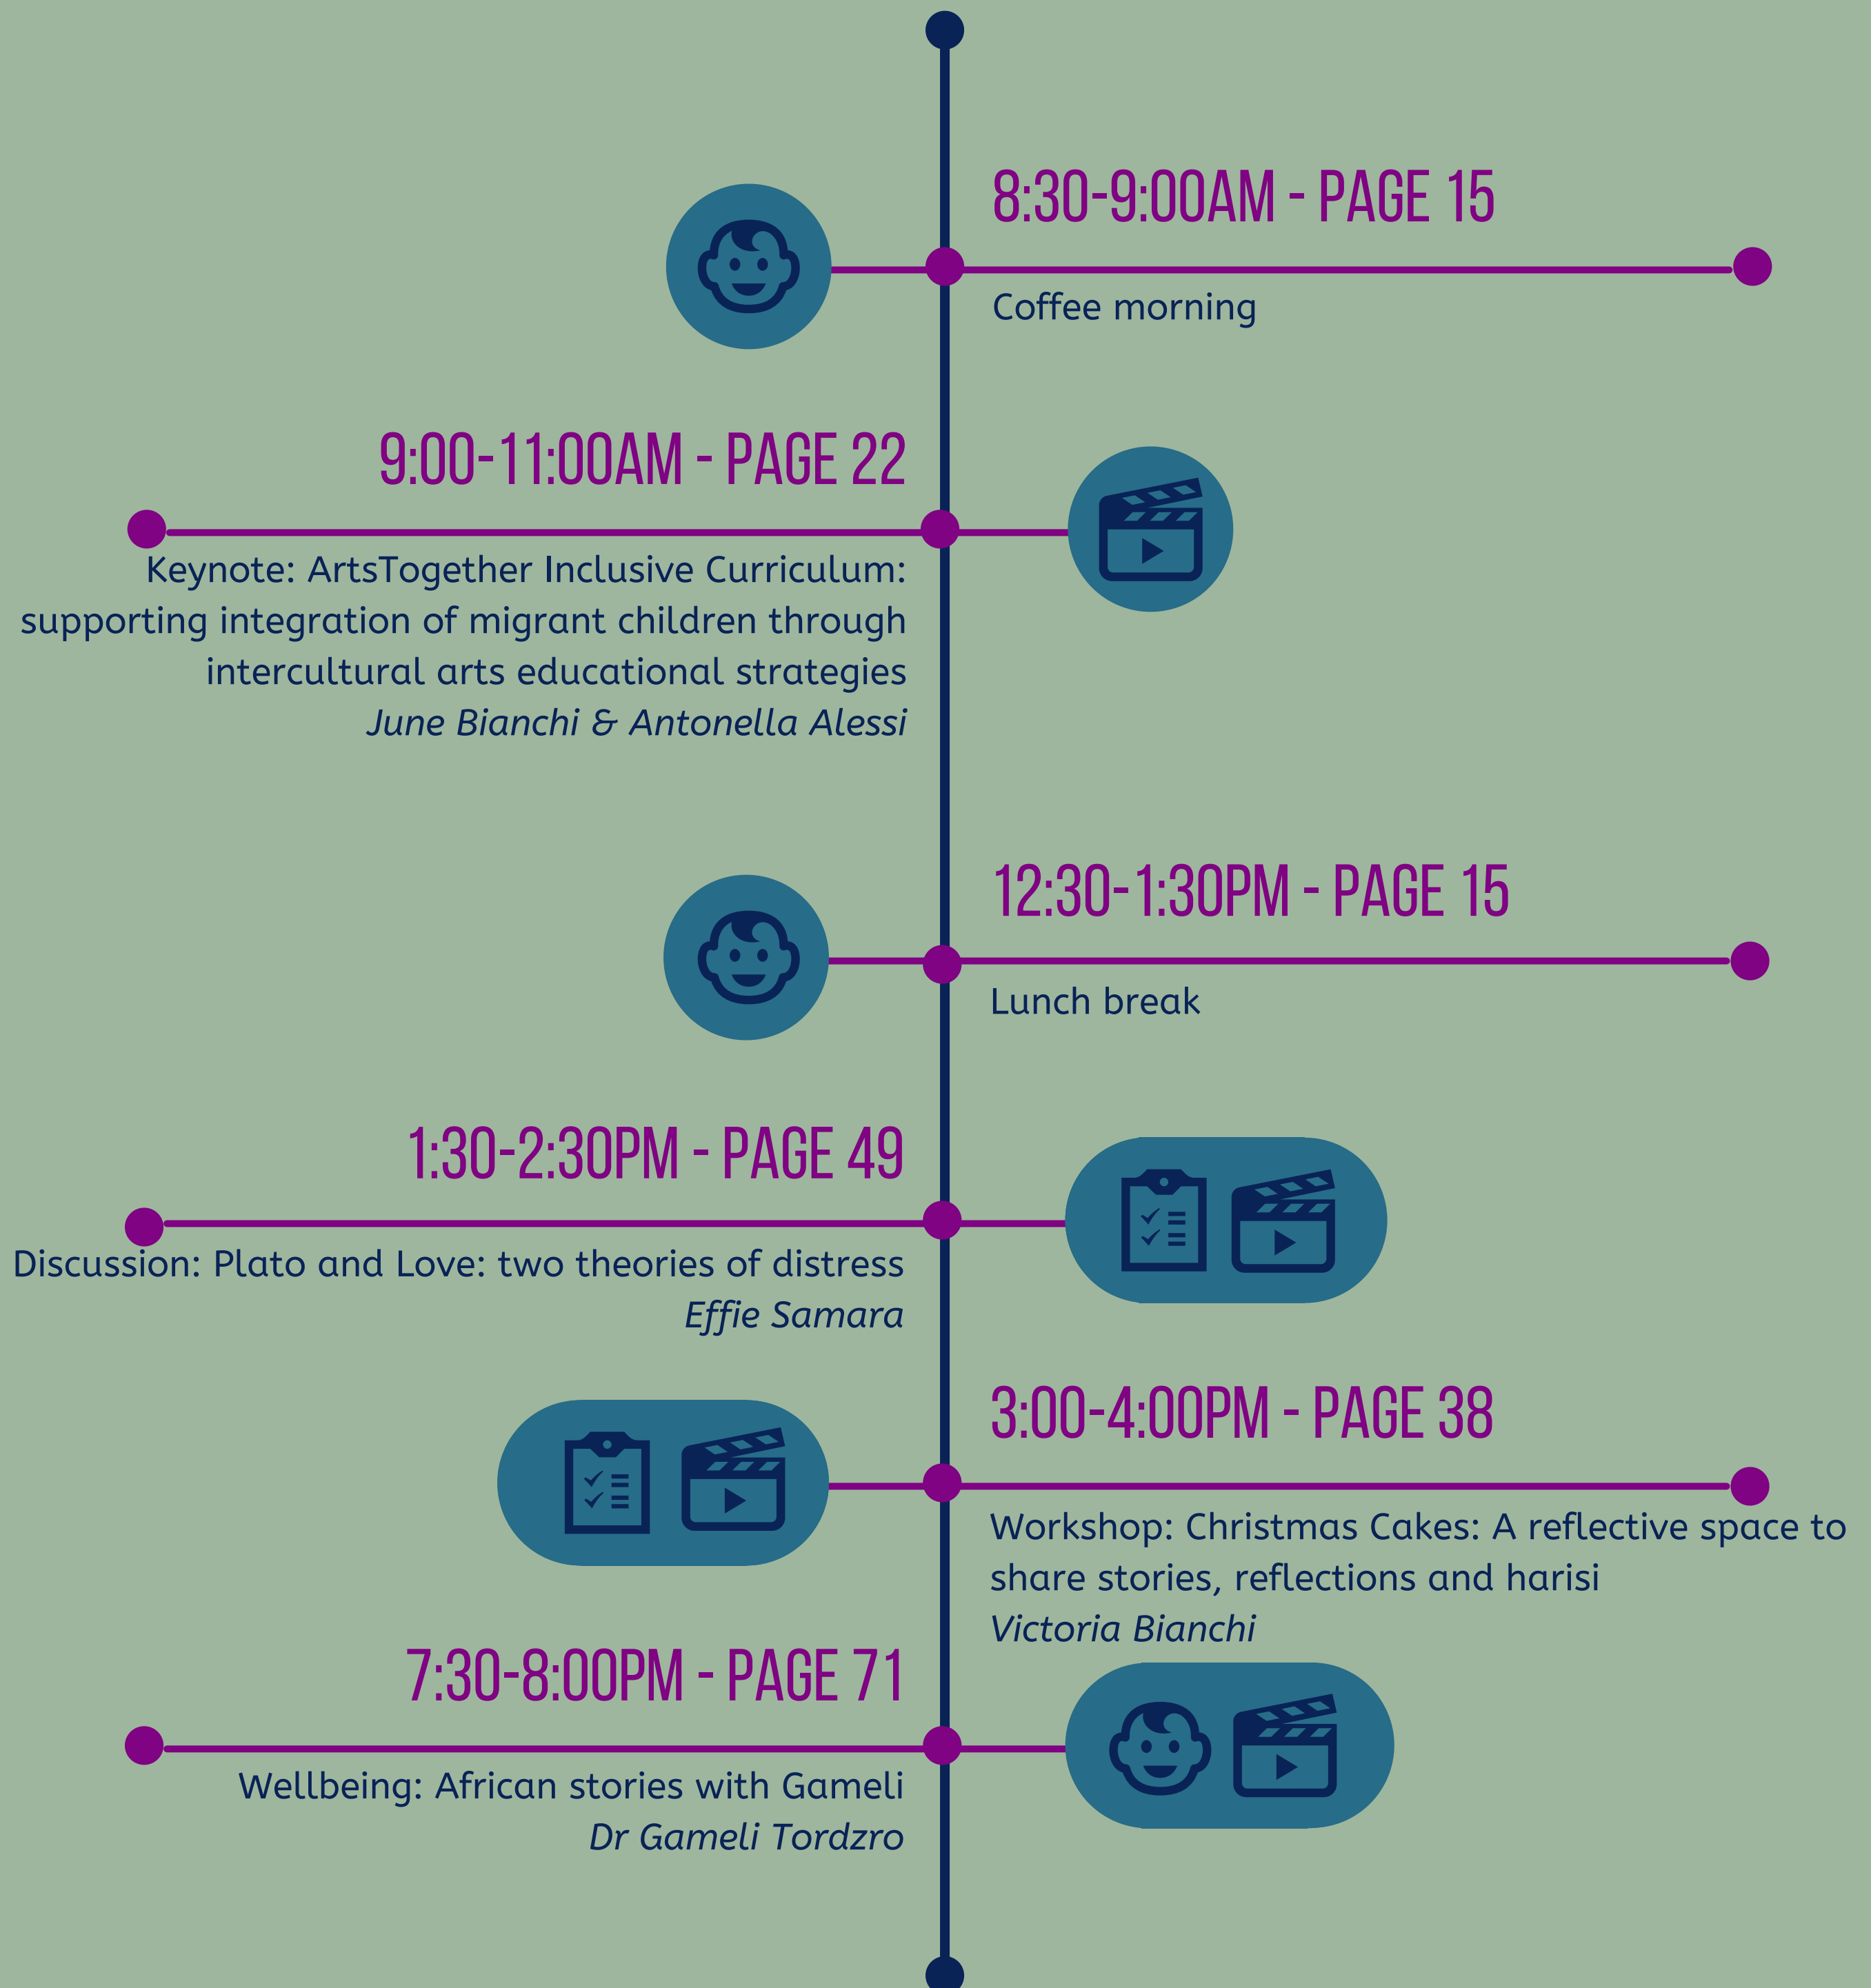 8:30-9:00AM - PAGE 15
Coffee morning
9:00-11:00AM - PAGE 22
Keynote: ArtsTogether Inclusive Curriculum:
supporting integration of migrant children through
intercultural arts educational strategies
June Bianchi & Antonella Alessi
12:30-1:30PM - PAGE 15
Lunch break
1:30-2:30PM - PAGE 49
Discussion: Plato and Love: two theories of distress
Effie Samara
3:00-4:00PM - PAGE 38
Workshop: Christmas Cakes: A reflective space to
share stories, reflections and harisi
Victoria Bianchi
7:30-8:00PM - PAGE 71
Wellbeing: African stories with Gameli
Dr Gameli Tordzro